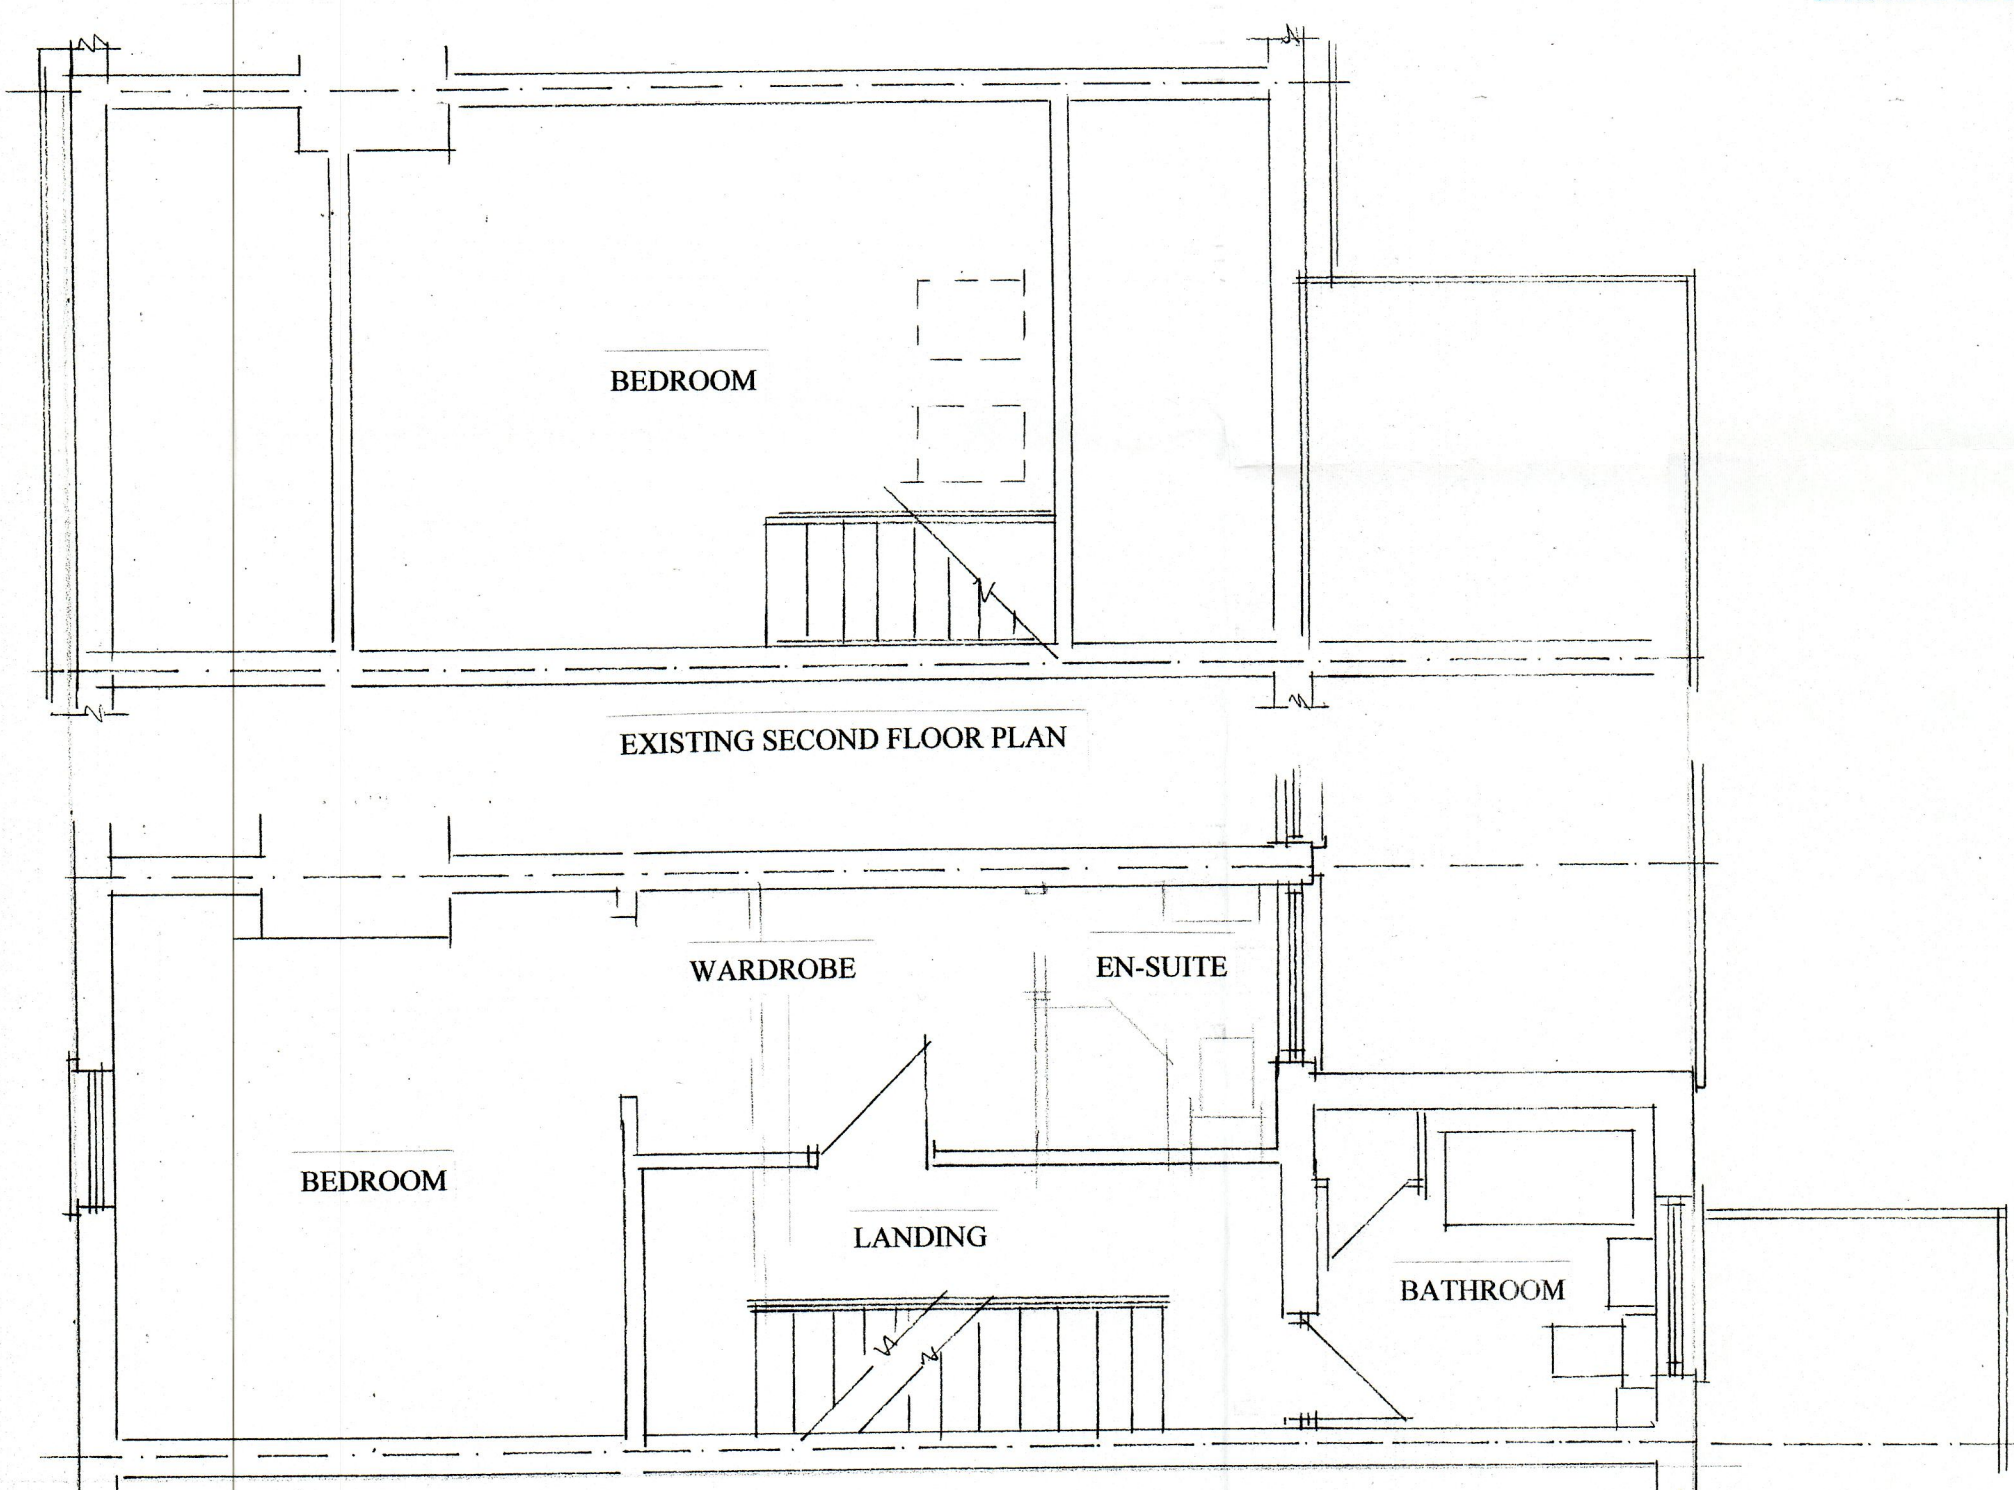 BEDROOM
EXISTING SECOND FLOOR PLAN
WARDROBE
EN-SUITE
BEDROOM
LANDING
BATHROOM